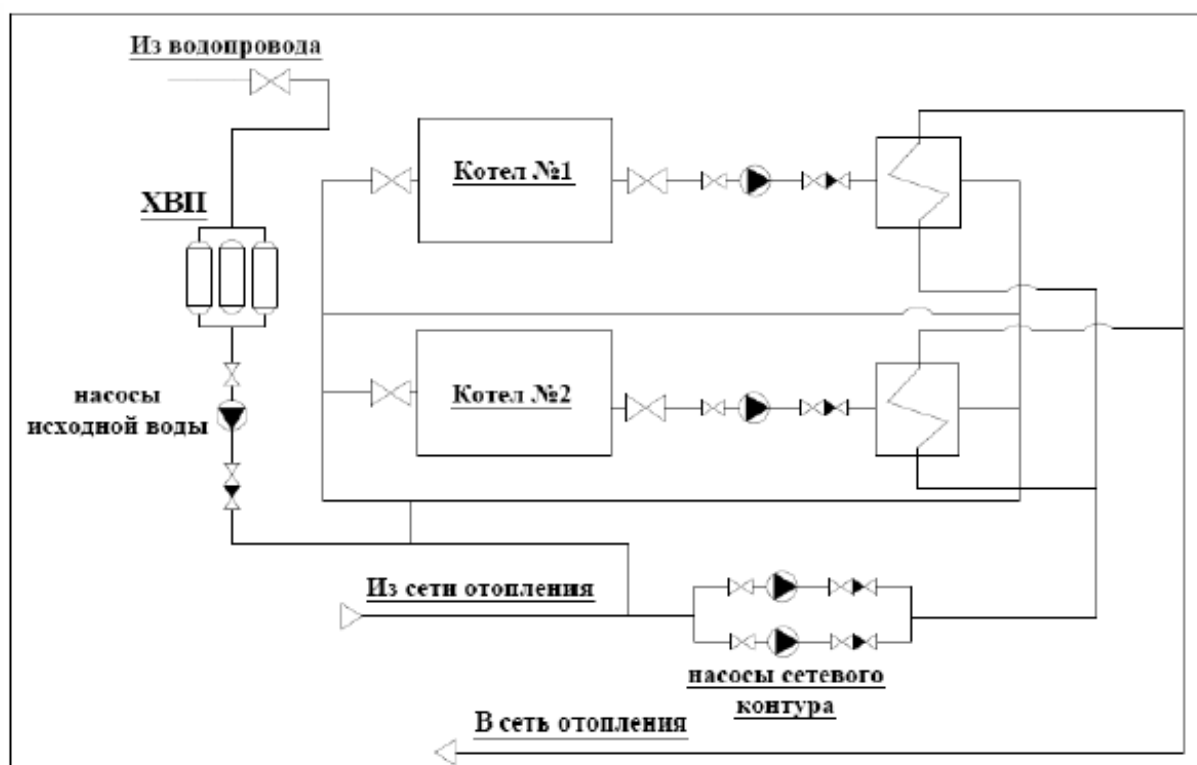 Из водопровода
Котел №1
ХВП
Котел №2
насосы
исходной воды
Из сети отопления
насосы сетевого
контура
В сеть отопления